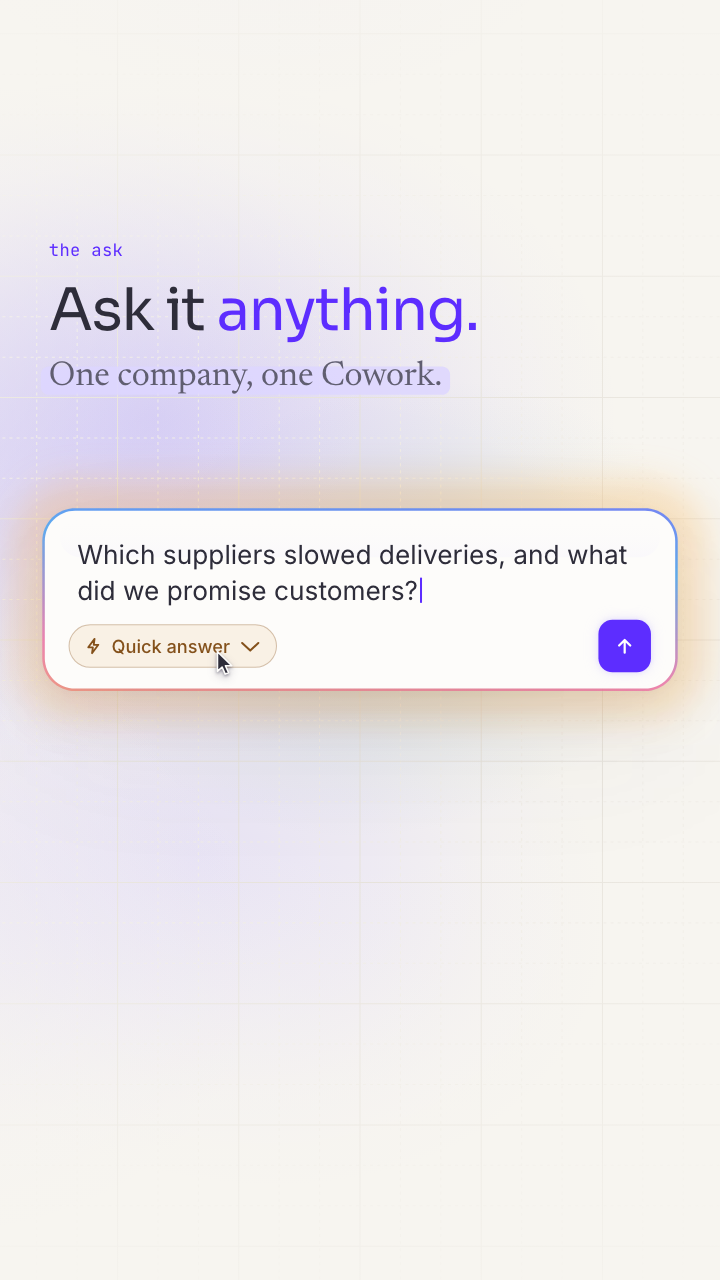 the ask
Ask it anything.
One company, one Cowork.
Which suppliers slowed deliveries, and what
did we promise customers?
Quick answer